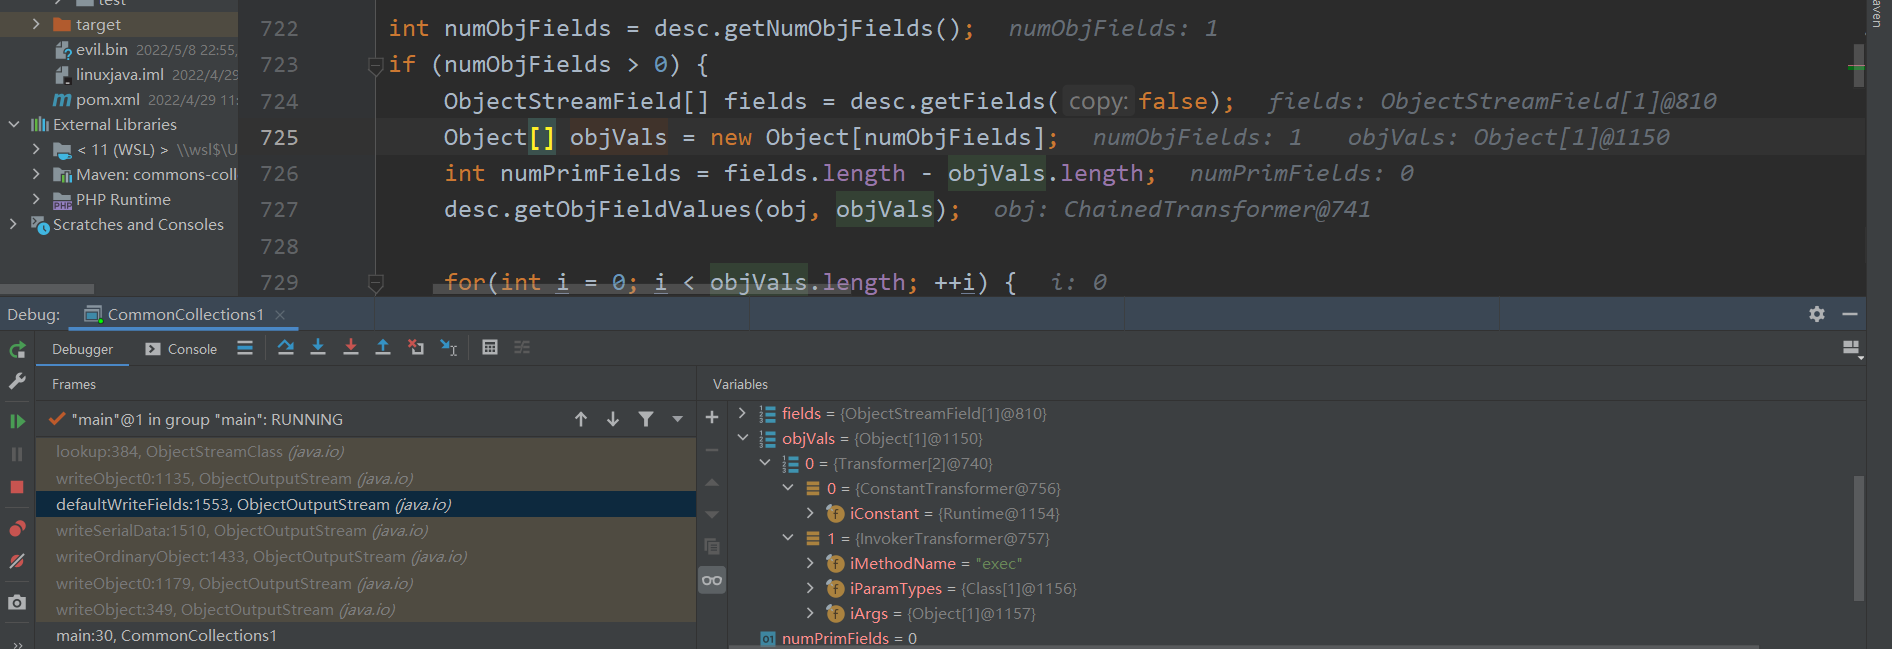 test
target
evil.bin 2022/5/8 22:55,
linuxjava.iml 2022/4/29
pom.xml 2022/4/29 11:
External Libraries
< 11 (WSL) > \\wsl$\U
Maven: commons-coll
PHP Runtime
Scratches and Consoles
722 int numObjFields = desc.getNumObjFields(); numObjFields: 1
723 if (numObjFields > 0) {
724 ObjectStreamField[] fields = desc.getFields( copy: false); fields: ObjectStreamField[1]@810
725 Object[] objVals = new Object[numObjFields]; numObjFields: 1 objVals: Object[1]@1150
726 int numPrimFields = fields.length - objVals.length; numPrimFields: 0
727 desc.getObjFieldValues(obj, objVals); obj: ChainedTransformer@741
728
729 for(int i = 0; i < objVals.length; ++i) { i: 0
aven
Debug: CommonCollections1
Debugger Console
Frames
"main"@1 in group "main": RUNNING
lookup:384, ObjectStreamClass (java.io)
writeObject0:1135, ObjectOutputStream (java.io)
defaultWriteFields:1553, ObjectOutputStream (java.io)
writeSerialData:1510, ObjectOutputStream (java.io)
writeOrdinaryObject:1433, ObjectOutputStream (java.io)
writeObject0:1179, ObjectOutputStream (java.io)
writeObject:349, ObjectOutputStream (java.io)
main:30, CommonCollections1
Variables
fields = {ObjectStreamField[1]@810}
objVals = {Object[1]@1150}
0 = {Transformer[2]@740}
0 = {ConstantTransformer@756}
iConstant = {Runtime@1154}
1 = {InvokerTransformer@757}
iMethodName = "exec"
iParamTypes = {Class[1]@1156}
iArgs = {Object[1]@1157}
numPrimFields = 0